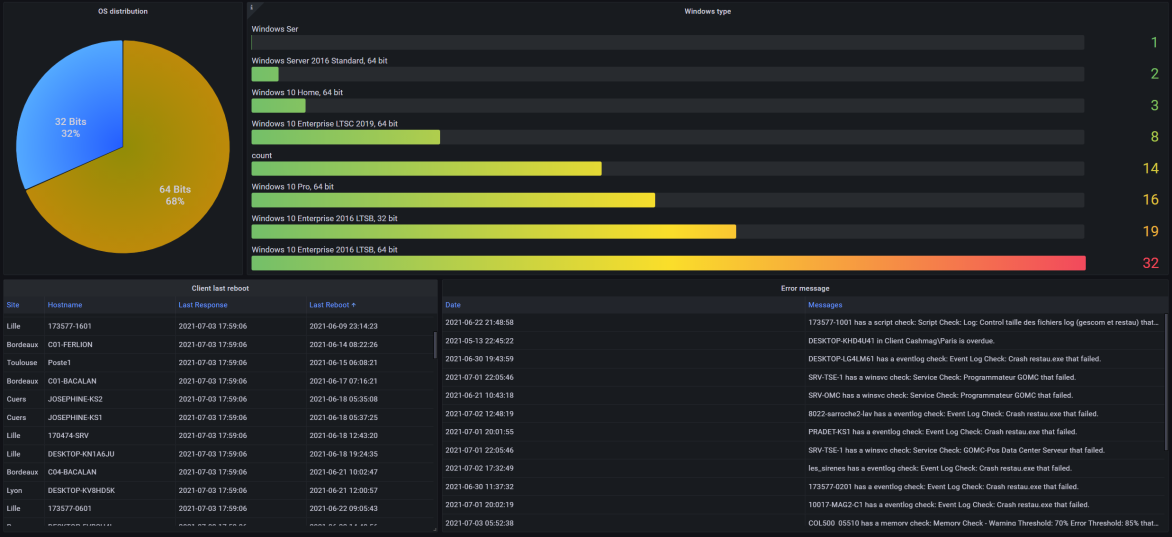 OS distribution
32 Bits
32%
64 Bits
68%
i
Windows type
Windows Ser
1
Windows Server 2016 Standard, 64 bit
2
Windows 10 Home, 64 bit
3
Windows 10 Enterprise LTSC 2019, 64 bit
8
count
14
Windows 10 Pro, 64 bit
16
Windows 10 Enterprise 2016 LTSB, 32 bit
19
Windows 10 Enterprise 2016 LTSB, 64 bit
32
Client last reboot
Site Hostname Last Response Last Reboot ↑
Lille 173577-1601 2021-07-03 17:59:06 2021-06-09 23:14:23
Bordeaux C01-FERLION 2021-07-03 17:59:06 2021-06-14 08:22:26
Toulouse Poste1 2021-07-03 17:59:06 2021-06-15 06:08:21
Bordeaux C01-BACALAN 2021-07-03 17:59:06 2021-06-17 07:16:21
Cuers JOSEPHINE-KS2 2021-07-03 17:59:06 2021-06-18 05:35:08
Cuers JOSEPHINE-KS1 2021-07-03 17:59:06 2021-06-18 05:37:25
Lille 170474-SRV 2021-07-03 17:59:06 2021-06-18 12:43:20
Lille DESKTOP-KN1A6JU 2021-07-03 17:59:06 2021-06-18 19:24:35
Bordeaux C04-BACALAN 2021-07-03 17:59:06 2021-06-21 10:02:47
Lyon DESKTOP-KV8HD5K 2021-07-03 17:59:06 2021-06-21 12:00:57
Lille 173577-0601 2021-07-03 17:59:06 2021-06-22 09:05:43
Error message
Date Messages
2021-06-22 21:48:58 173577-1001 has a script check: Script Check: Log: Control taille des fichiers log (gescom et restau) that...
2021-05-13 22:45:22 DESKTOP-KHD4U41 in Client Cashmag\Paris is overdue.
2021-06-30 19:43:59 DESKTOP-LG4LM61 has a eventlog check: Event Log Check: Crash restau.exe that failed.
2021-07-01 22:05:46 SRV-TSE-1 has a winsvc check: Service Check: Programmateur GOMC that failed.
2021-06-21 10:43:18 SRV-OMC has a winsvc check: Service Check: Programmateur GOMC that failed.
2021-07-02 12:48:19 8022-sarroche2-lav has a eventlog check: Event Log Check: Crash restau.exe that failed.
2021-07-01 20:01:55 PRADET-KS1 has a eventlog check: Event Log Check: Crash restau.exe that failed.
2021-07-01 22:05:46 SRV-TSE-1 has a winsvc check: Service Check: GOMC-Pos Data Center Serveur that failed.
2021-07-02 17:32:49 les_sirenes has a eventlog check: Event Log Check: Crash restau.exe that failed.
2021-06-30 11:37:32 173577-0201 has a eventlog check: Event Log Check: Crash restau.exe that failed.
2021-07-01 20:02:19 10017-MAG2-C1 has a eventlog check: Event Log Check: Crash restau.exe that failed.
2021-07-03 05:52:38 COL500_05510 has a memory check: Memory Check - Warning Threshold: 70% Error Threshold: 85% that...